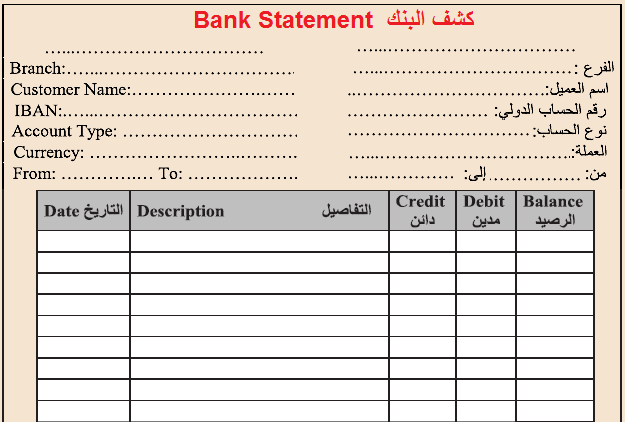 Bank Statement كشف البنك
...................................... ......................................
Branch:....................................... الفرع :.......................................
Customer Name:............................. اسم العميل:...................................
IBAN:.......................................... رقم الحساب الدولي: .........................
Account Type: ............................... نوع الحساب:................................
Currency: ..................................... العملة:.......................................
From: ................ To: ................... من: ................ إلى: ...................
Date التاريخ Description التفاصيل Credit دائن Debit مدين Balance الرصيد